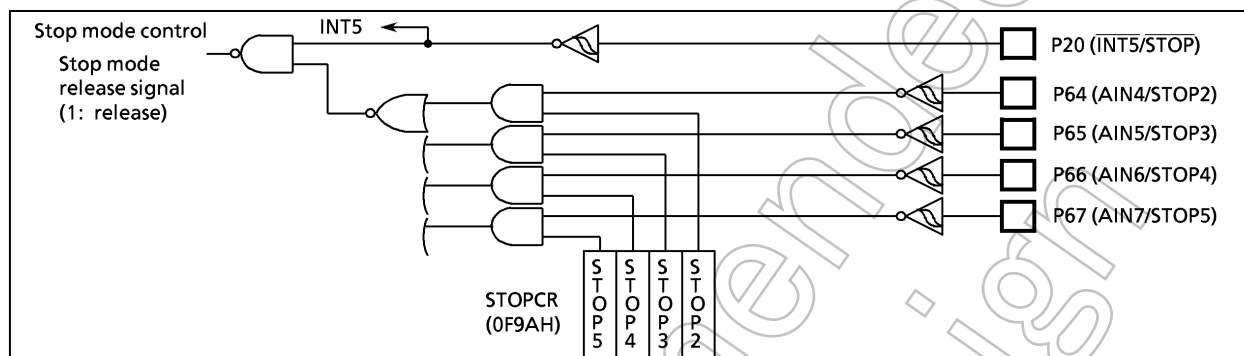 Stop mode control
INT5
P20 (INT5/STOP)
Stop mode
release signal
(1: release)
P64 (AIN4/STOP2)
P65 (AIN5/STOP3)
P66 (AIN6/STOP4)
P67 (AIN7/STOP5)
STOPCR
(0F9AH)
STOP5
STOP4
STOP3
STOP2